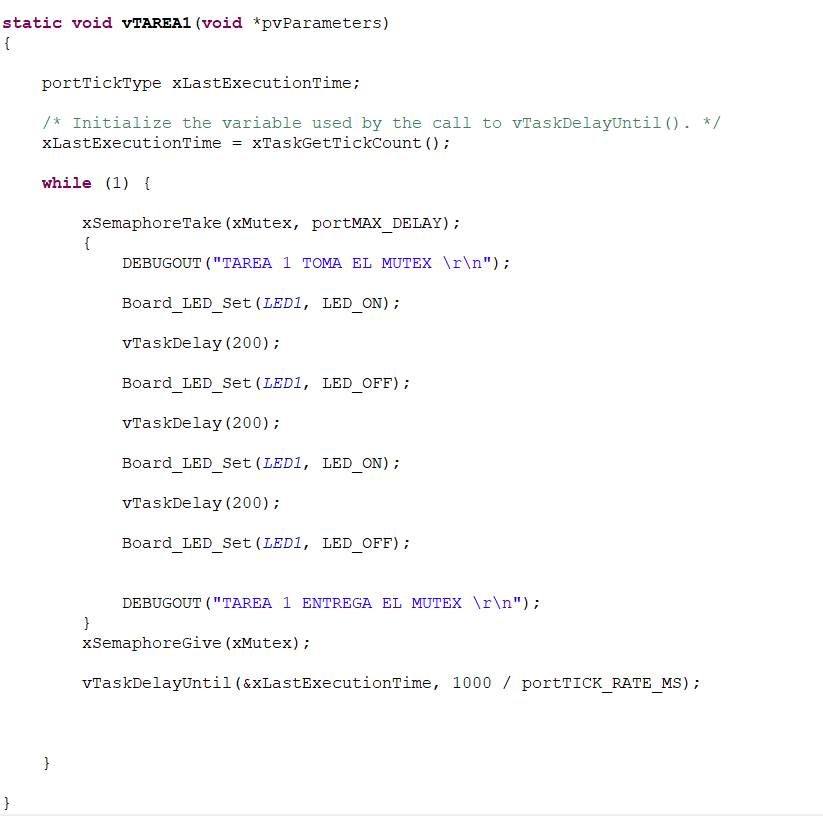 static void vTAREA1(void *pvParameters)
{
portTickType xLastExecutionTime;
/* Initialize the variable used by the call to vTaskDelayUntil(). */
xLastExecutionTime = xTaskGetTickCount();
while (1) {
xSemaphoreTake(xMutex, portMAX_DELAY);
{
DEBUGOUT("TAREA 1 TOMA EL MUTEX \r\n");
Board_LED_Set(LED1, LED_ON);
vTaskDelay(200);
Board_LED_Set(LED1, LED_OFF);
vTaskDelay(200);
Board_LED_Set(LED1, LED_ON);
vTaskDelay(200);
Board_LED_Set(LED1, LED_OFF);
DEBUGOUT("TAREA 1 ENTREGA EL MUTEX \r\n");
}
xSemaphoreGive(xMutex);
vTaskDelayUntil(&xLastExecutionTime, 1000 / portTICK_RATE_MS);
}
}